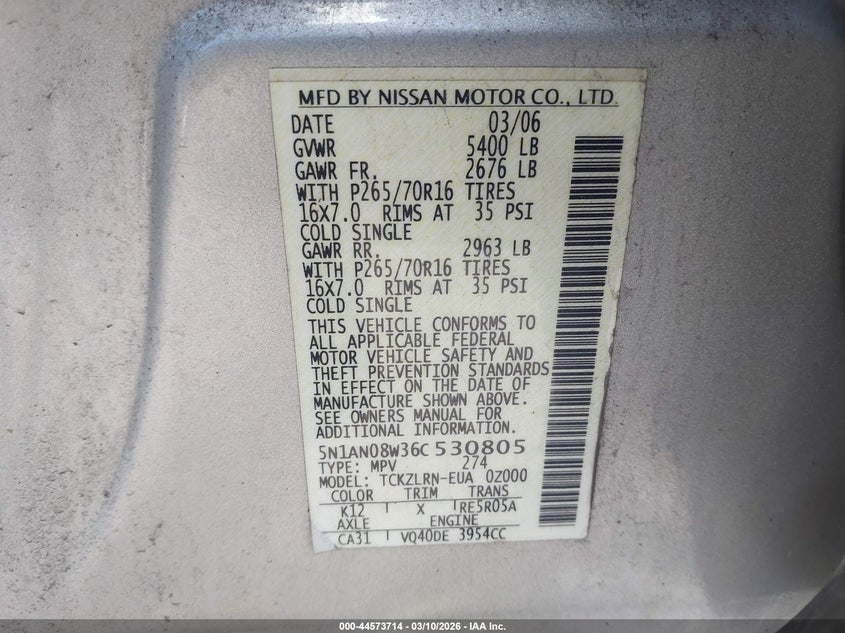 MFD BY NISSAN MOTOR CO., LTD.
DATE 03/06
GVWR 5400 LB
GAWR FR. 2676 LB
WITH P265/70R16 TIRES
16X7.0 RIMS AT 35 PSI
COLD SINGLE
GAWR RR. 2963 LB
WITH P265/70R16 TIRES
16X7.0 RIMS AT 35 PSI
COLD SINGLE
THIS VEHICLE CONFORMS TO
ALL APPLICABLE FEDERAL
MOTOR VEHICLE SAFETY AND
THEFT PREVENTION STANDARDS
IN EFFECT ON THE DATE OF
MANUFACTURE SHOWN ABOVE.
SEE OWNERS MANUAL FOR
ADDITIONAL INFORMATION.
5N1AN08W36C530805
TYPE: MPV 274
MODEL: TCKZLRN-EUA 0Z000
COLOR TRIM TRANS
K12 X RE5R05A
AXLE ENGINE
CA31 VQ40DE 3954CC
000-44573714 — 03/10/2026 — IAA Inc.